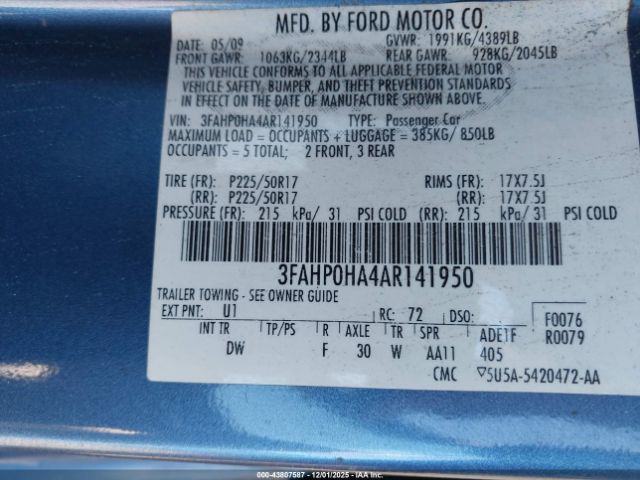 MFD. BY FORD MOTOR CO.
DATE: 05/09 GVWR: 1991KG/4389LB
FRONT GAWR: 1063KG/2344LB REAR GAWR: 928KG/2045LB
THIS VEHICLE CONFORMS TO ALL APPLICABLE FEDERAL MOTOR
VEHICLE SAFETY, BUMPER, AND THEFT PREVENTION STANDARDS
IN EFFECT ON THE DATE OF MANUFACTURE SHOWN ABOVE.
VIN: 3FAHP0HA4AR141950 TYPE: Passenger Car
MAXIMUM LOAD = OCCUPANTS + LUGGAGE = 385KG/ 850LB
OCCUPANTS = 5 TOTAL; 2 FRONT, 3 REAR
TIRE (FR): P225/50R17 RIMS (FR): 17X7.5J
(RR): P225/50R17 (RR): 17X7.5J
PRESSURE (FR): 215 kPa/ 31 PSI COLD (RR): 215 kPa/ 31 PSI COLD
3FAHP0HA4AR141950
TRAILER TOWING - SEE OWNER GUIDE
EXT PNT: U1 RC: 72 DSO: F0076
INT TR TP/PS R AXLE TR SPR ADE1F R0079
DW F 30 W AA11 405
CMC ▽5U5A-5420472-AA
© IAA - 43807587 - 12/01/2025 - IAAI.COM